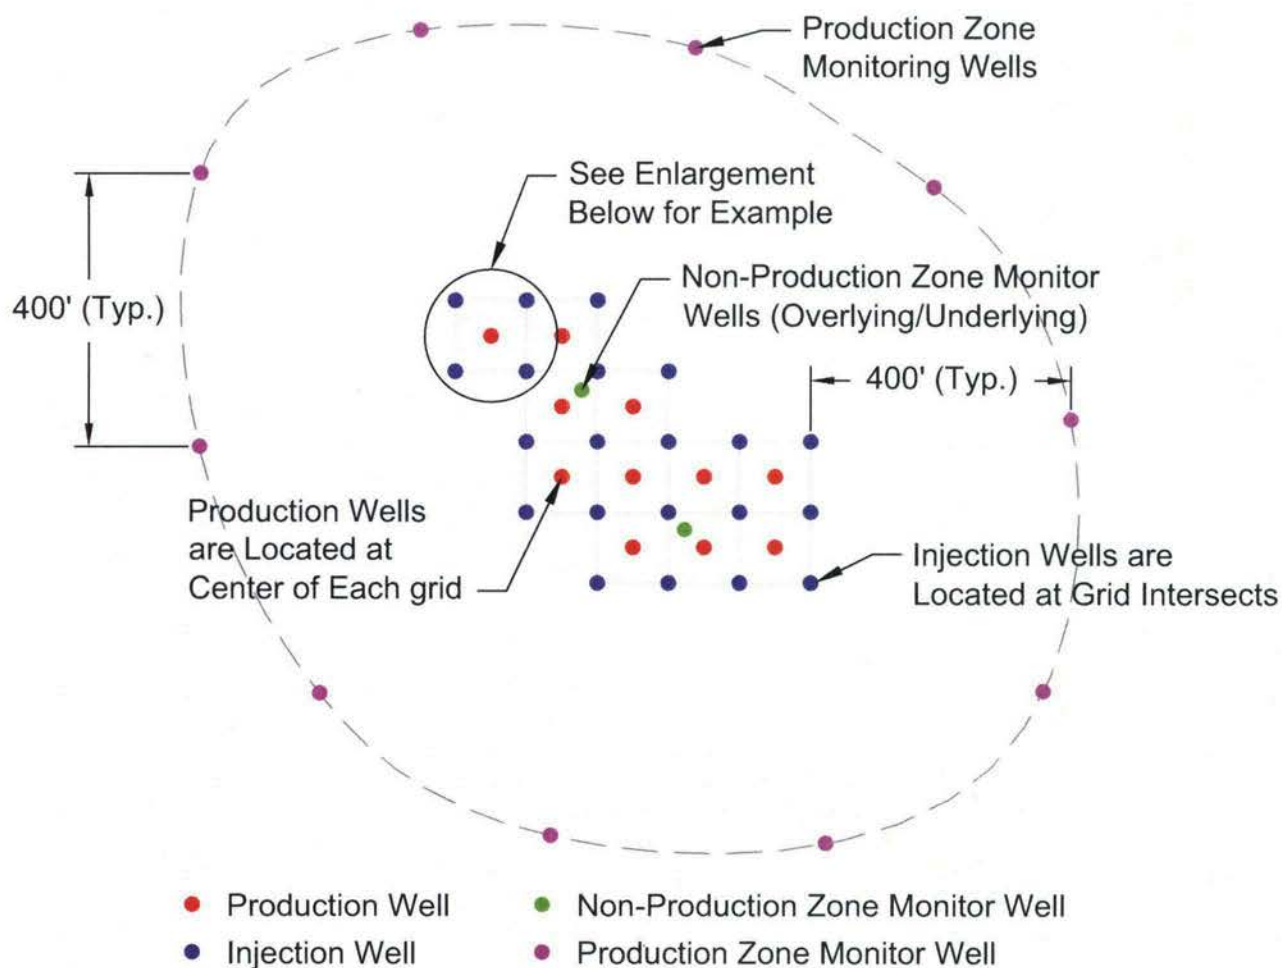 Production Zone
Monitoring Wells
See Enlargement
Below for Example
Non-Production Zone Monitor
Wells (Overlying/Underlying)
400' (Typ.)
400' (Typ.)
Production Wells
are Located at
Center of Each grid
Injection Wells are
Located at Grid Intersects
Production Well
Non-Production Zone Monitor Well
Injection Well
Production Zone Monitor Well